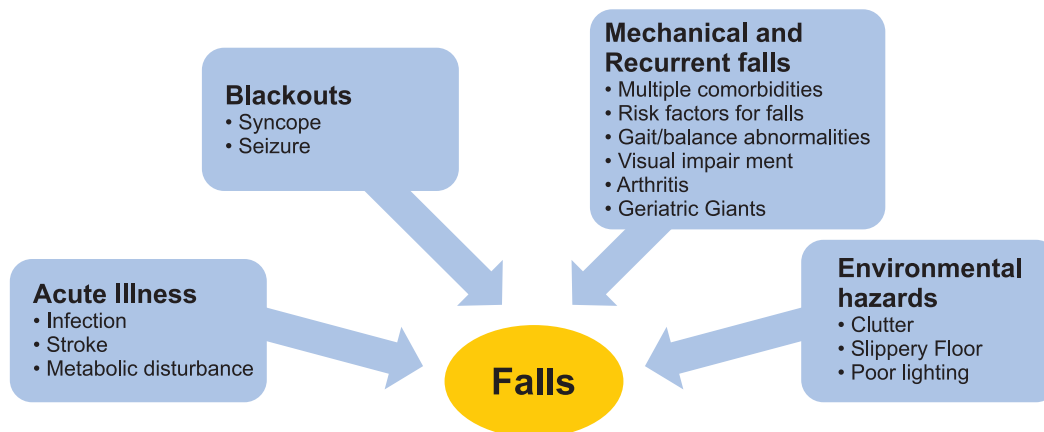 Blackouts
• Syncope
• Seizure
Mechanical and
Recurrent falls
• Multiple comorbidities
• Risk factors for falls
• Gait/balance abnormalities
• Visual impair ment
• Arthritis
• Geriatric Giants
Acute Illness
• Infection
• Stroke
• Metabolic disturbance
Environmental
hazards
• Clutter
• Slippery Floor
• Poor lighting
Falls